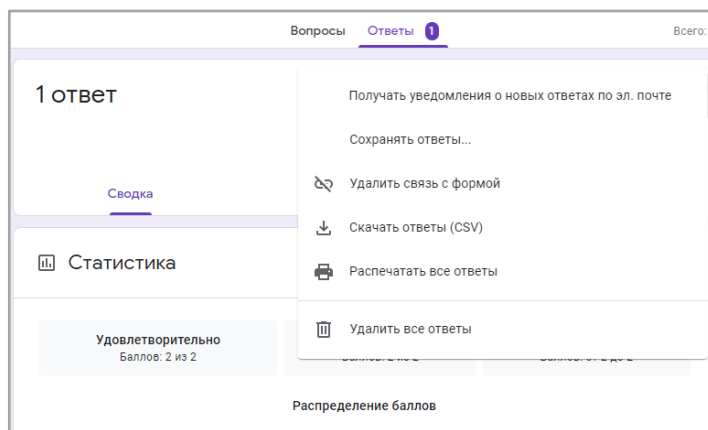 Вопросы Ответы 1 Всего:
1 ответ
Получать уведомления о новых ответах по эл. почте
Сохранять ответы...
Удалить связь с формой
Скачать ответы (CSV)
Распечатать все ответы
Удалить все ответы
Сводка
Статистика
Удовлетворительно
Баллов: 2 из 2
Распределение баллов